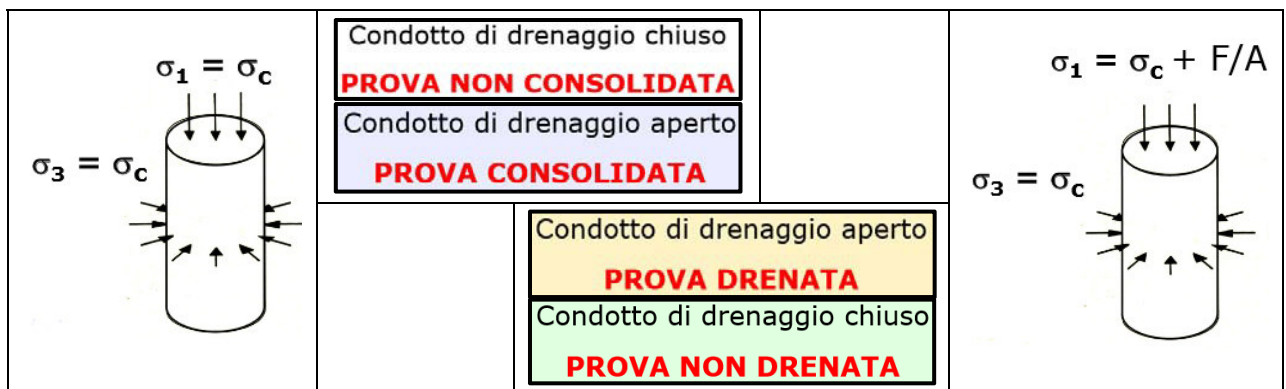 σ1 = σc
σ3 = σc
Condotto di drenaggio chiuso
PROVA NON CONSOLIDATA
Condotto di drenaggio aperto
PROVA CONSOLIDATA
Condotto di drenaggio aperto
PROVA DRENATA
Condotto di drenaggio chiuso
PROVA NON DRENATA
σ1 = σc + F/A
σ3 = σc